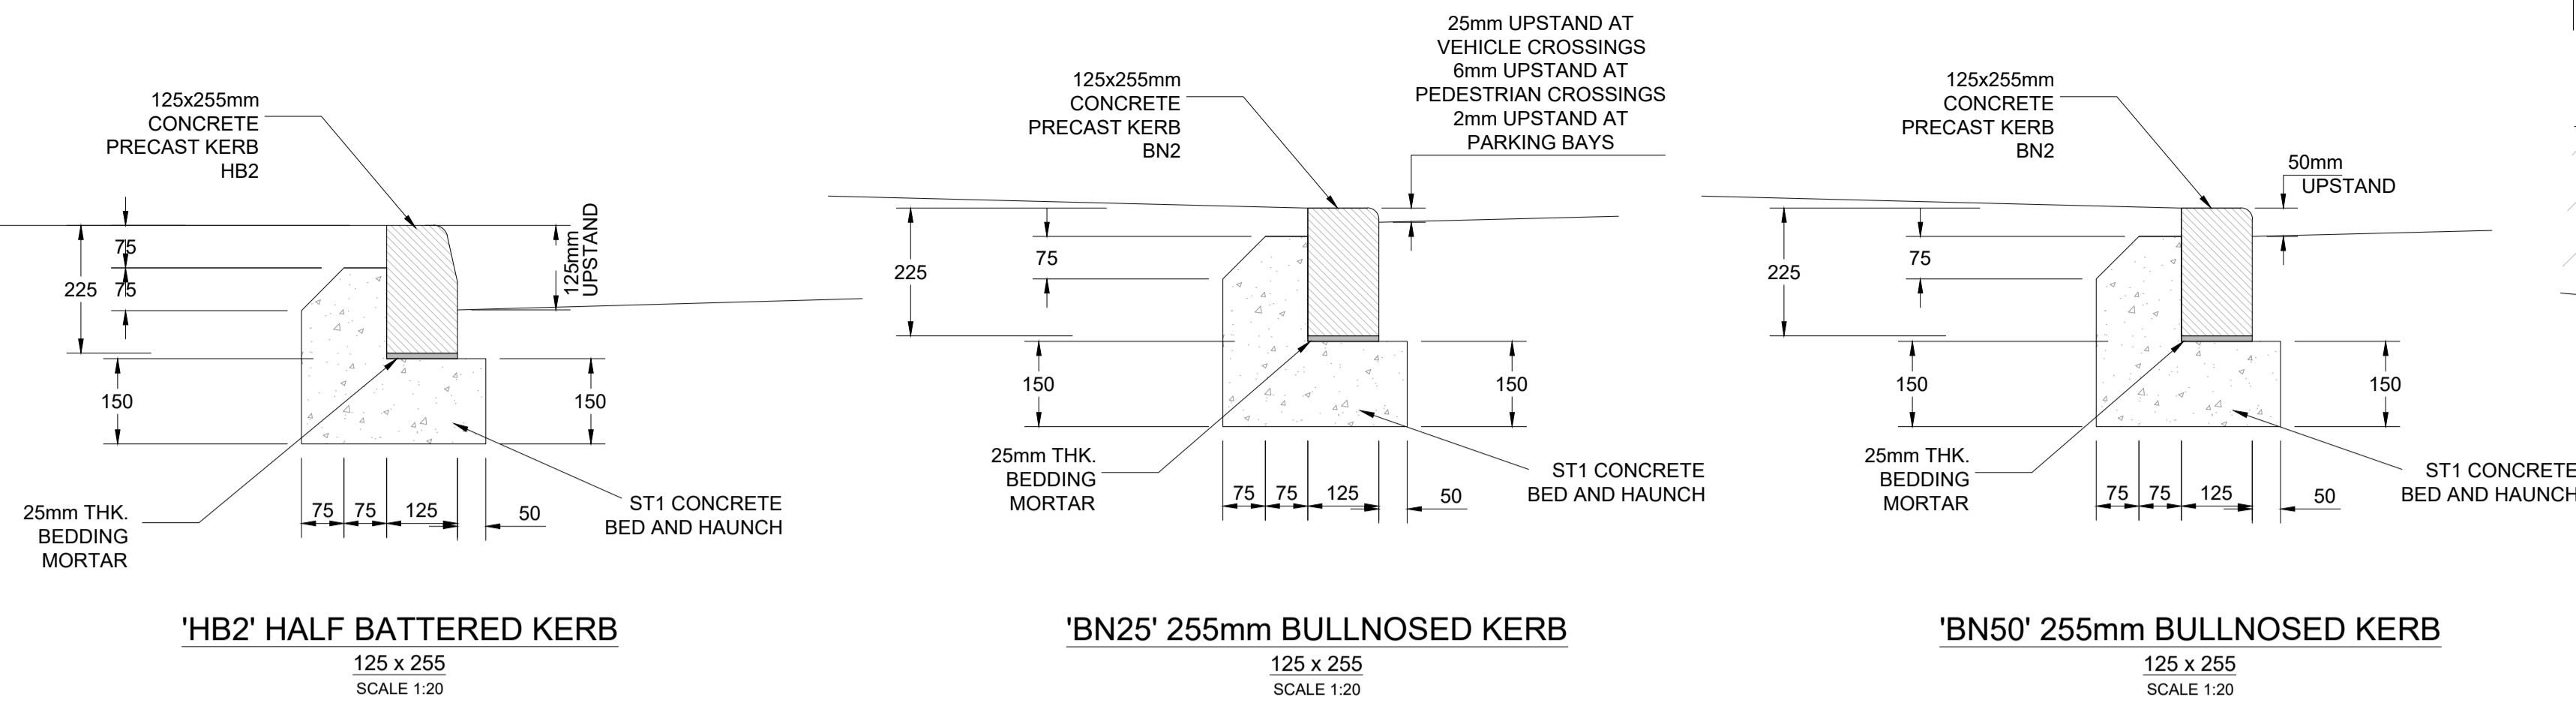 125x255mm
CONCRETE
PRECAST KERB
HB2
75
75
225
125mm
UPSTAND
150
150
75
75
125
50
25mm THK.
BEDDING
MORTAR
ST1 CONCRETE
BED AND HAUNCH
'HB2' HALF BATTERED KERB
125 x 255
SCALE 1:20
25mm UPSTAND AT
VEHICLE CROSSINGS
6mm UPSTAND AT
PEDESTRIAN CROSSINGS
2mm UPSTAND AT
PARKING BAYS
125x255mm
CONCRETE
PRECAST KERB
BN2
75
225
150
150
75
75
125
50
25mm THK.
BEDDING
MORTAR
ST1 CONCRETE
BED AND HAUNCH
'BN25' 255mm BULLNOSED KERB
125 x 255
SCALE 1:20
125x255mm
CONCRETE
PRECAST KERB
BN2
50mm
UPSTAND
75
225
150
150
75
75
125
50
25mm THK.
BEDDING
MORTAR
ST1 CONCRETE
BED AND HAUNCH
'BN50' 255mm BULLNOSED KERB
125 x 255
SCALE 1:20